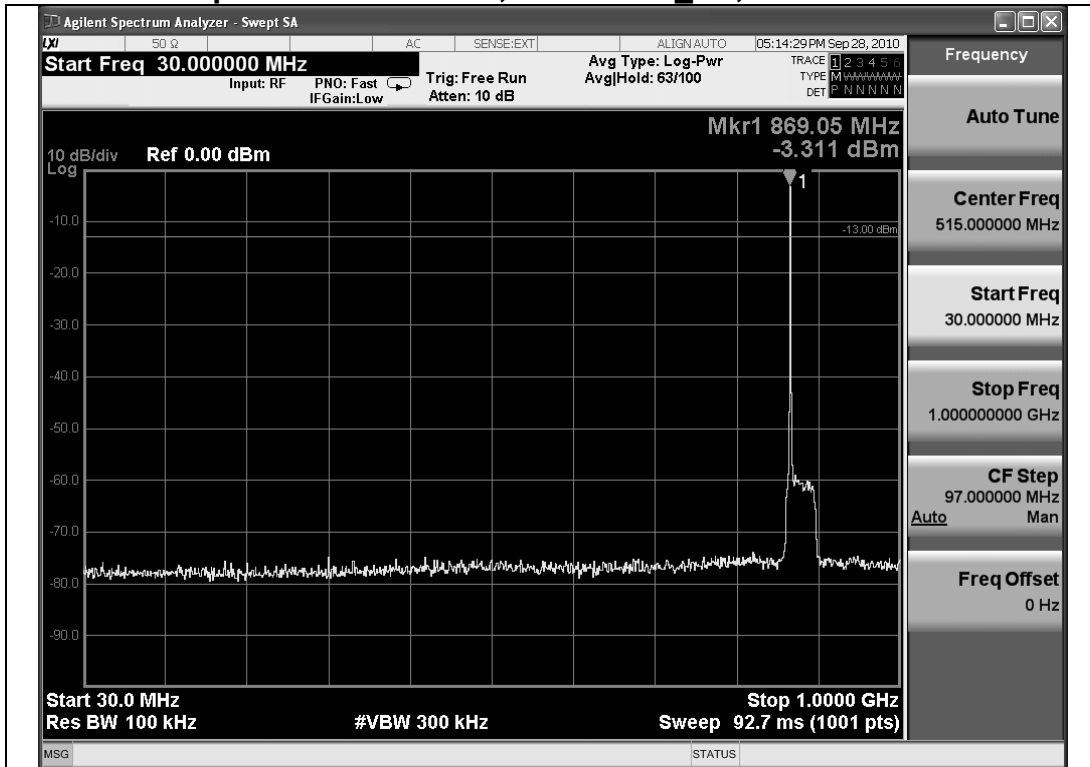 Agilent Spectrum Analyzer - Swept SA
LXI 50 Ω AC SENSE:EXT ALIGN AUTO 05:14:29 PM Sep 28, 2010
Start Freq 30.000000 MHz
Input: RF PNO: Fast IFGain:Low
Trig: Free Run
Atten: 10 dB
Avg Type: Log-Pwr
Avg|Hold: 63/100
TRACE 1 2 3 4 5 6
TYPE M WWWWW
DET P N N N N N
Mkr1 869.05 MHz
-3.311 dBm
10 dB/div Ref 0.00 dBm
Log
1
-10.0
-13.00 dBm
-20.0
-30.0
-40.0
-50.0
-60.0
-70.0
-80.0
-90.0
Start 30.0 MHz Stop 1.0000 GHz
Res BW 100 kHz #VBW 300 kHz Sweep 92.7 ms (1001 pts)
MSG STATUS
Frequency
Auto Tune
Center Freq
515.000000 MHz
Start Freq
30.000000 MHz
Stop Freq
1.000000000 GHz
CF Step
97.000000 MHz
Auto Man
Freq Offset
0 Hz